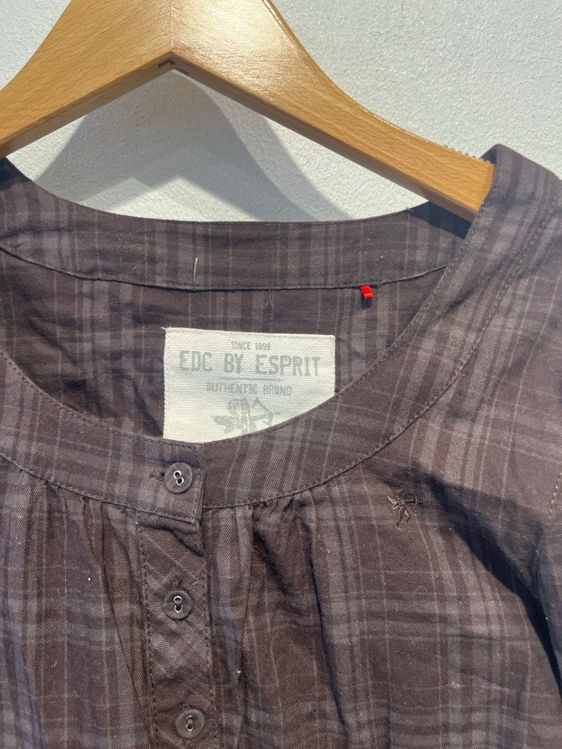 SINCE 1998
EDC BY ESPRIT
AUTHENTIC BRAND